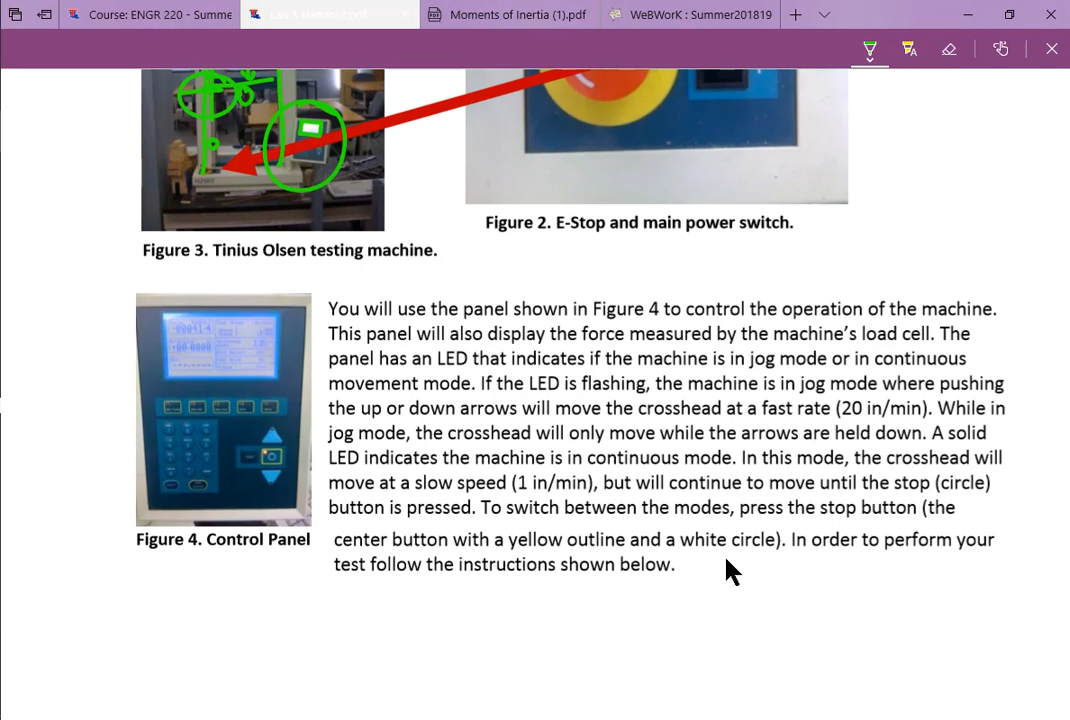 Course: ENGR 220 - Summe
Moments of Inertia (1).pdf
WeBWorK : Summer201819
Figure 2. E-Stop and main power switch.
Figure 3. Tinius Olsen testing machine.
You will use the panel shown in Figure 4 to control the operation of the machine.
This panel will also display the force measured by the machine's load cell. The
panel has an LED that indicates if the machine is in jog mode or in continuous
movement mode. If the LED is flashing, the machine is in jog mode where pushing
the up or down arrows will move the crosshead at a fast rate (20 in/min). While in
jog mode, the crosshead will only move while the arrows are held down. A solid
LED indicates the machine is in continuous mode. In this mode, the crosshead will
move at a slow speed (1 in/min), but will continue to move until the stop (circle)
button is pressed. To switch between the modes, press the stop button (the
Figure 4. Control Panel
center button with a yellow outline and a white circle). In order to perform your
test follow the instructions shown below.